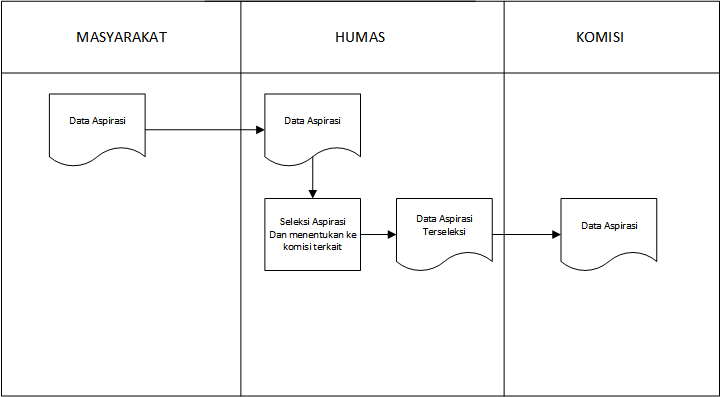 MASYARAKAT
HUMAS
KOMISI
Data Aspirasi
Data Aspirasi
Seleksi Aspirasi
Dan menentukan ke
komisi terkait
Data Aspirasi
Terseleksi
Data Aspirasi